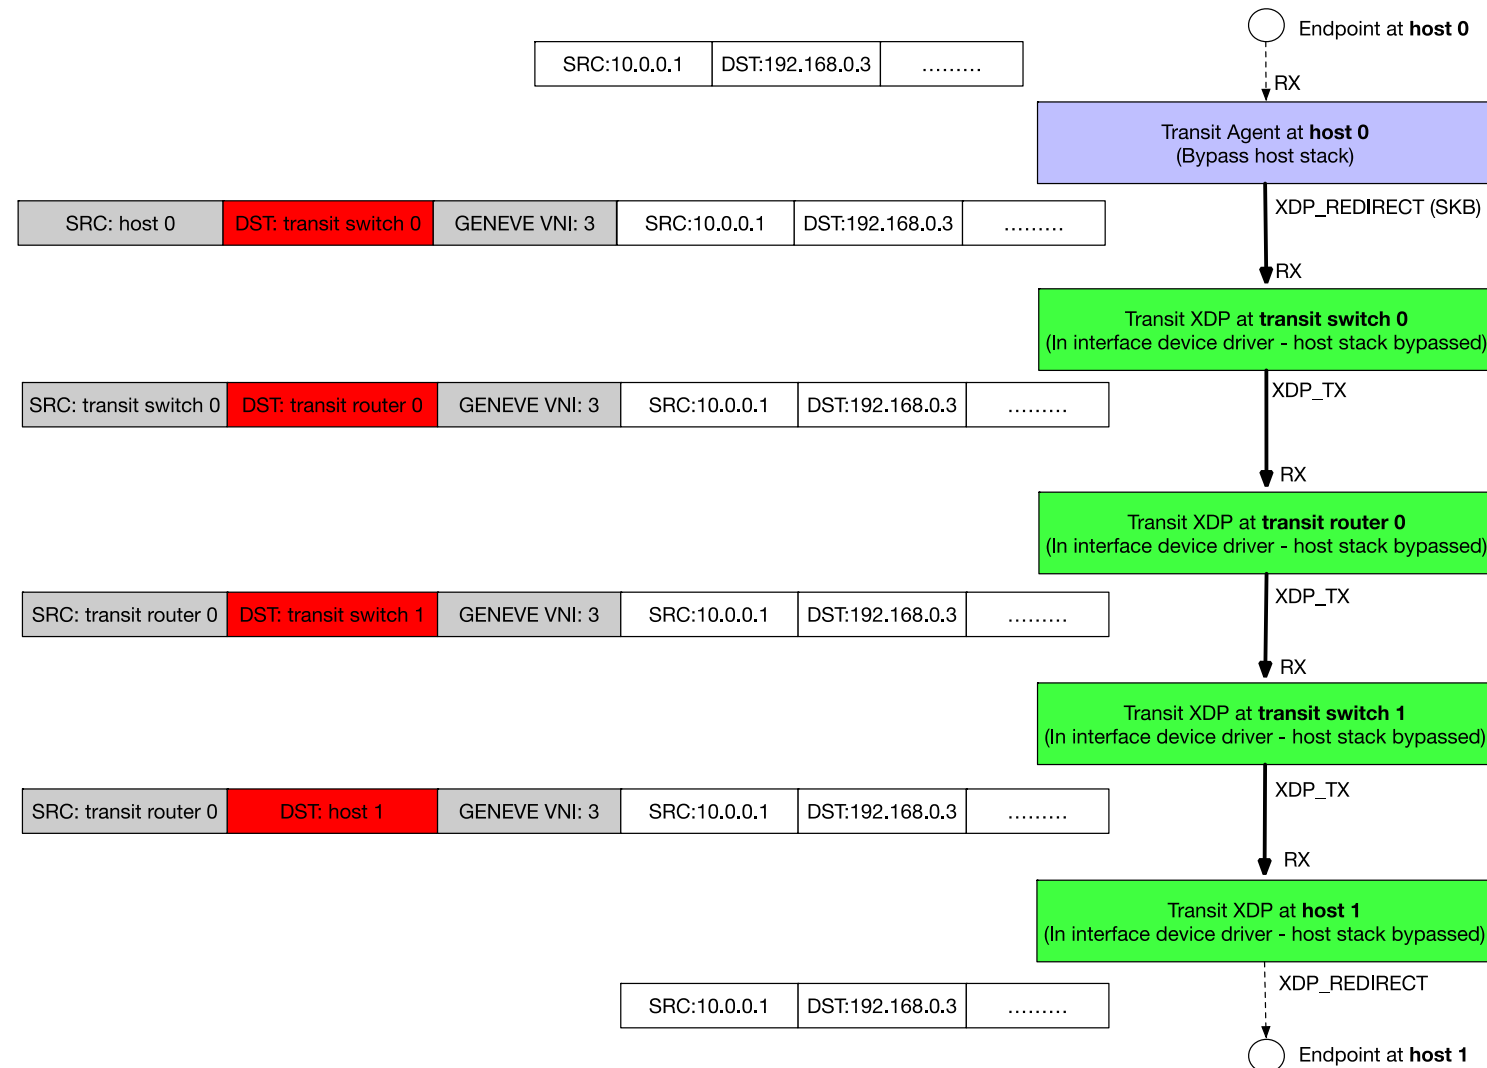 Endpoint at host 0
SRC:10.0.0.1 DST:192.168.0.3 .........
RX
Transit Agent at host 0
(Bypass host stack)
SRC: host 0 DST: transit switch 0 GENEVE VNI: 3 SRC:10.0.0.1 DST:192.168.0.3 .........
XDP_REDIRECT (SKB)
RX
Transit XDP at transit switch 0
(In interface device driver - host stack bypassed)
SRC: transit switch 0 DST: transit router 0 GENEVE VNI: 3 SRC:10.0.0.1 DST:192.168.0.3 .........
XDP_TX
RX
Transit XDP at transit router 0
(In interface device driver - host stack bypassed)
SRC: transit router 0 DST: transit switch 1 GENEVE VNI: 3 SRC:10.0.0.1 DST:192.168.0.3 .........
XDP_TX
RX
Transit XDP at transit switch 1
(In interface device driver - host stack bypassed)
SRC: transit router 0 DST: host 1 GENEVE VNI: 3 SRC:10.0.0.1 DST:192.168.0.3 .........
XDP_TX
RX
Transit XDP at host 1
(In interface device driver - host stack bypassed)
SRC:10.0.0.1 DST:192.168.0.3 .........
XDP_REDIRECT
Endpoint at host 1